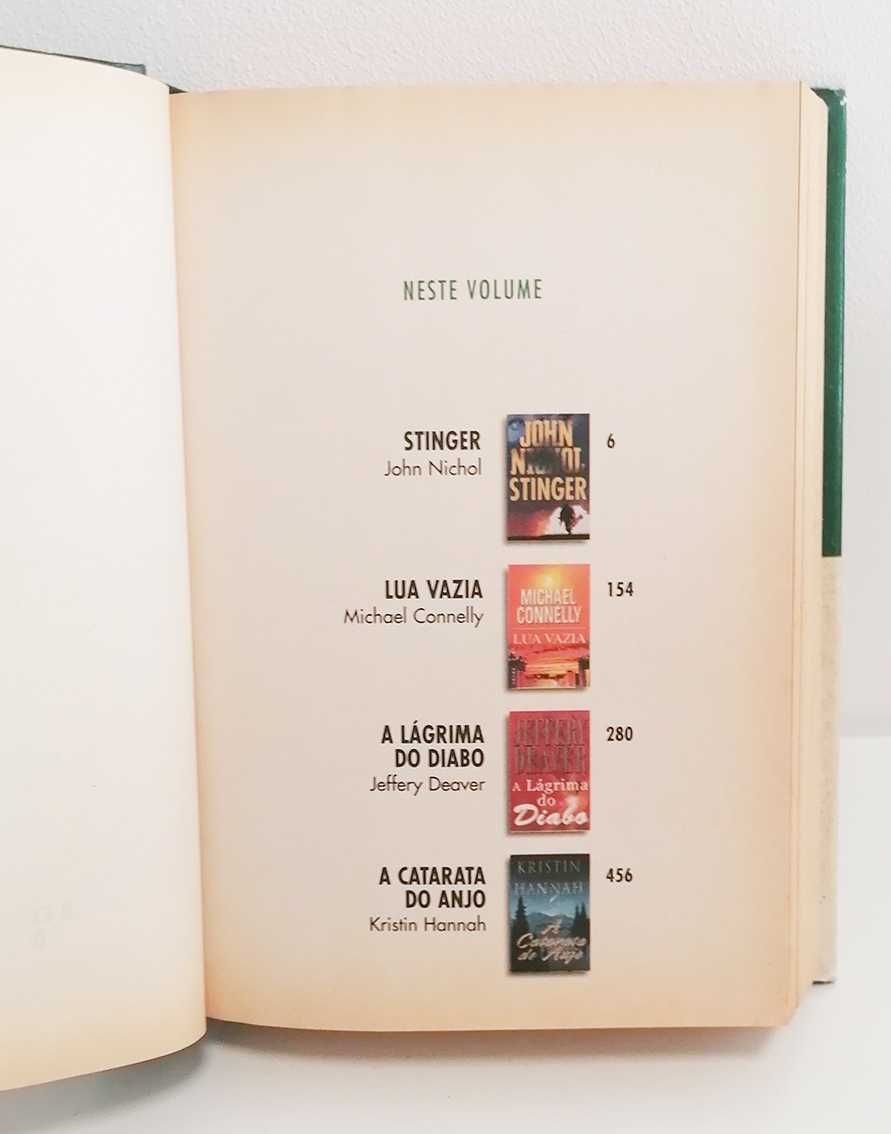 NESTE VOLUME
STINGER
John Nichol
JOHN
NICHOL
STINGER
6
LUA VAZIA
Michael Connelly
MICHAEL
CONNELLY
LUA VAZIA
154
A LÁGRIMA
DO DIABO
Jeffery Deaver
JEFFERY
DEAVER
A Lágrima
do
Diabo
280
A CATARATA
DO ANJO
Kristin Hannah
KRISTIN
HANNAH
A
Catarata
do Anjo
456